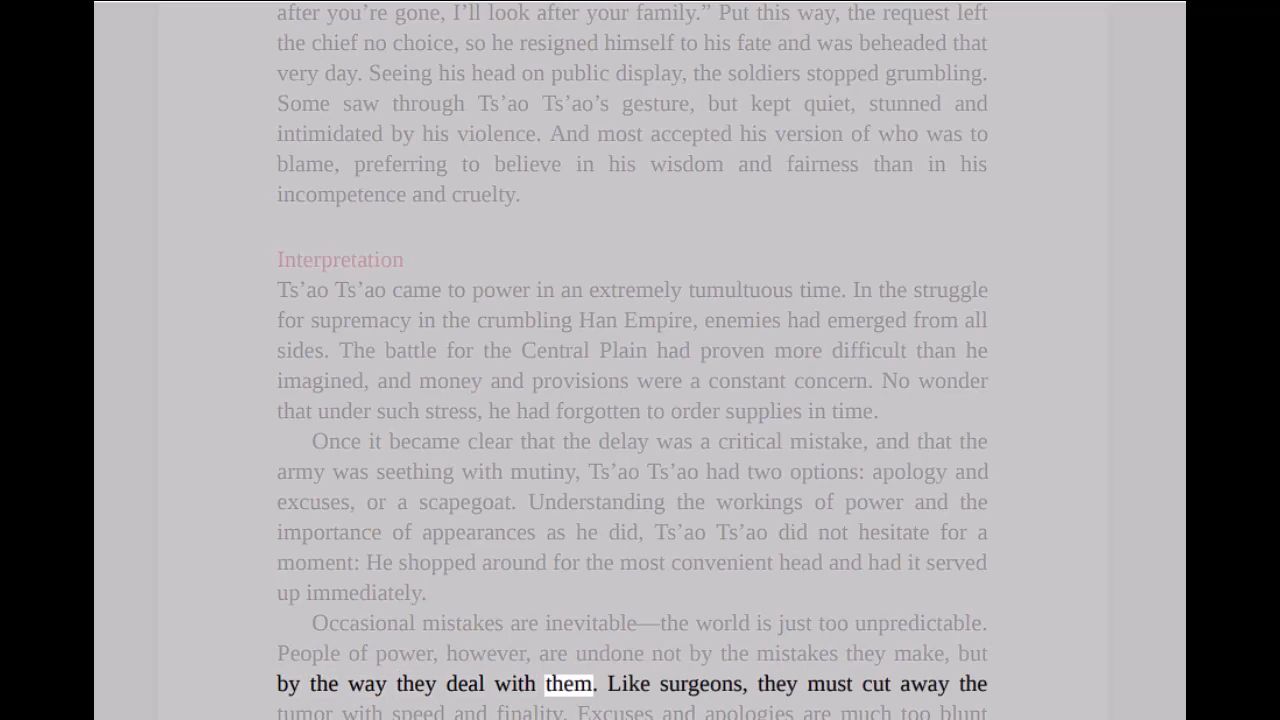 after you’re gone, I’ll look after your family.” Put this way, the request left
the chief no choice, so he resigned himself to his fate and was beheaded that
very day. Seeing his head on public display, the soldiers stopped grumbling.
Some saw through Ts’ao Ts’ao’s gesture, but kept quiet, stunned and
intimidated by his violence. And most accepted his version of who was to
blame, preferring to believe in his wisdom and fairness than in his
incompetence and cruelty.
Interpretation
Ts’ao Ts’ao came to power in an extremely tumultuous time. In the struggle
for supremacy in the crumbling Han Empire, enemies had emerged from all
sides. The battle for the Central Plain had proven more difficult than he
imagined, and money and provisions were a constant concern. No wonder
that under such stress, he had forgotten to order supplies in time.
Once it became clear that the delay was a critical mistake, and that the
army was seething with mutiny, Ts’ao Ts’ao had two options: apology and
excuses, or a scapegoat. Understanding the workings of power and the
importance of appearances as he did, Ts’ao Ts’ao did not hesitate for a
moment: He shopped around for the most convenient head and had it served
up immediately.
Occasional mistakes are inevitable—the world is just too unpredictable.
People of power, however, are undone not by the mistakes they make, but
by the way they deal with them. Like surgeons, they must cut away the
tumor with speed and finality. Excuses and apologies are much too blunt